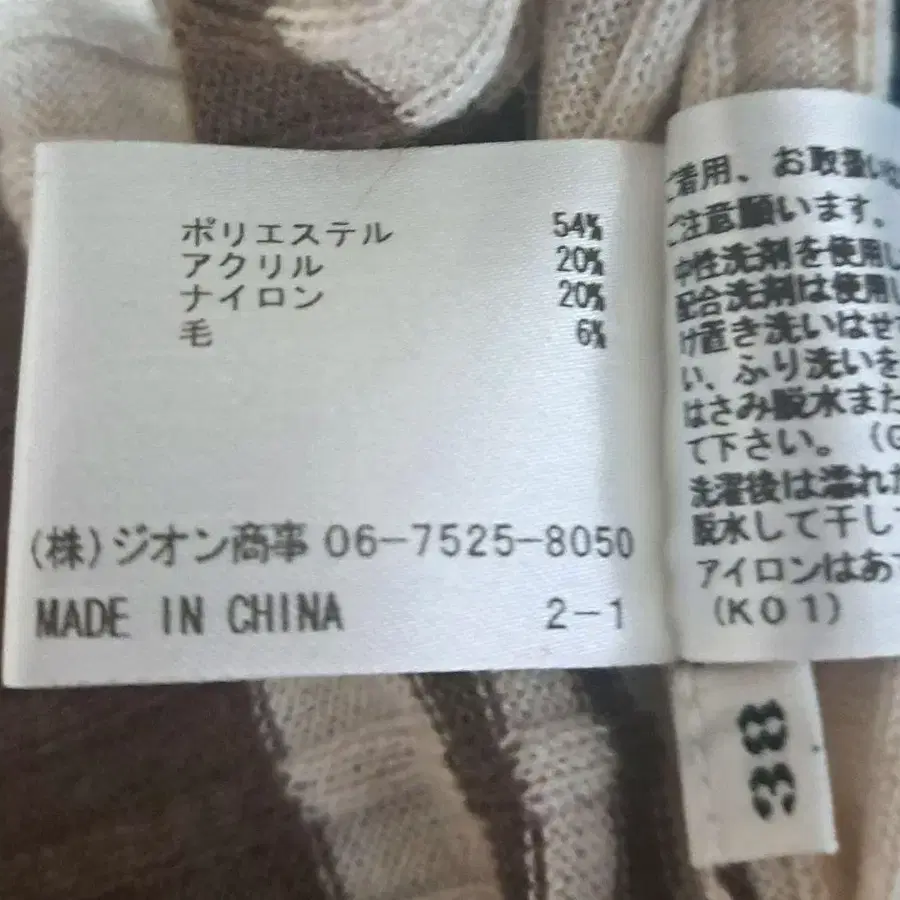 ポリエステル 54%
アクリル 20%
ナイロン 20%
毛 6%
(株)ジオン商事 06-7525-8050
MADE IN CHINA 2-1
ご着用、お取扱い
ご注意願います。
中性洗剤を使用し
配合洗剤は使用し
け置き洗いはせず
い、ふり洗いを
はさみ脱水また
て下さい。(G
洗濯後は濡れた
脱水して干して
アイロンはあて
(K01)
38